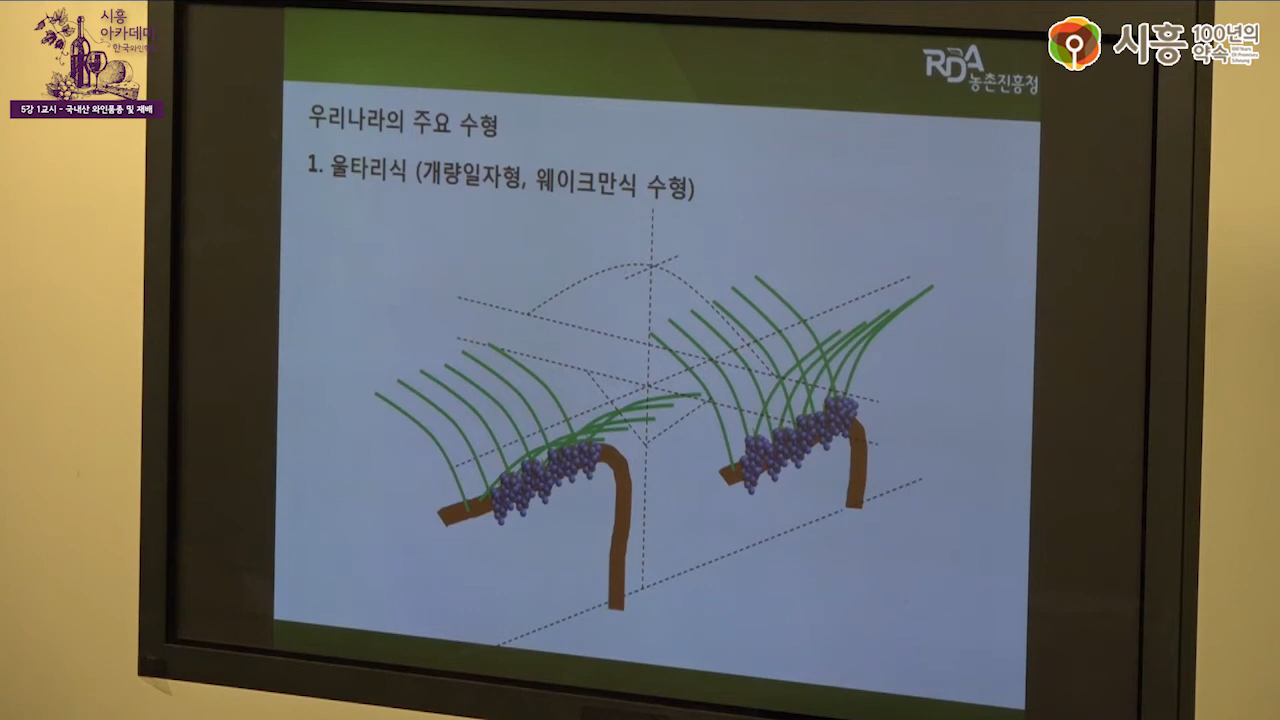 시흥
아카데미
한국와인학교
5강 1교시 - 국내산 와인품종 및 재배
시흥 100년의 약속
RDA
농촌진흥청
우리나라의 주요 수형
1. 울타리식 (개량일자형, 웨이크만식 수형)